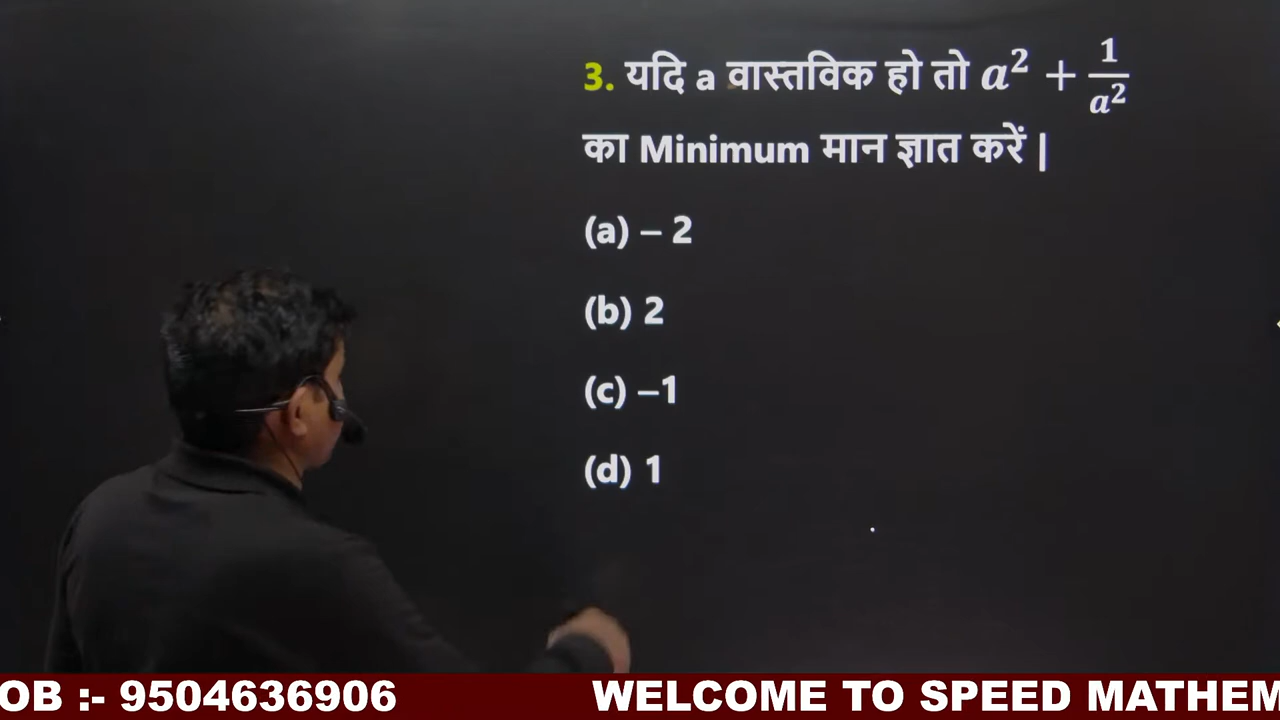 3. यदि a वास्तविक हो तो a² + 1/a²
का Minimum मान ज्ञात करें |
(a) – 2
(b) 2
(c) –1
(d) 1
OB :- 9504636906 WELCOME TO SPEED MATHEM